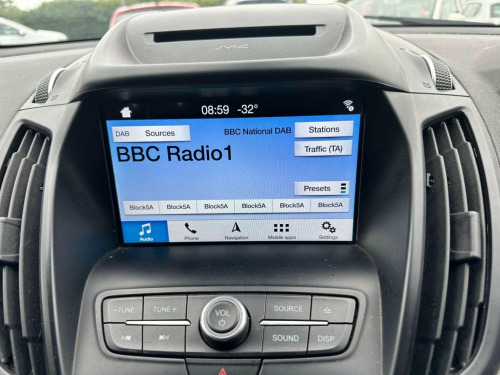 SYNC
08:59 -32°
DAB Sources BBC National DAB Stations
BBC Radio1
Traffic (TA)
Presets
Block5A Block5A Block5A Block5A Block5A Block5A
Audio Phone Navigation Mobile apps Settings
-TUNE TUNE+ VOL SOURCE
SOUND DISP